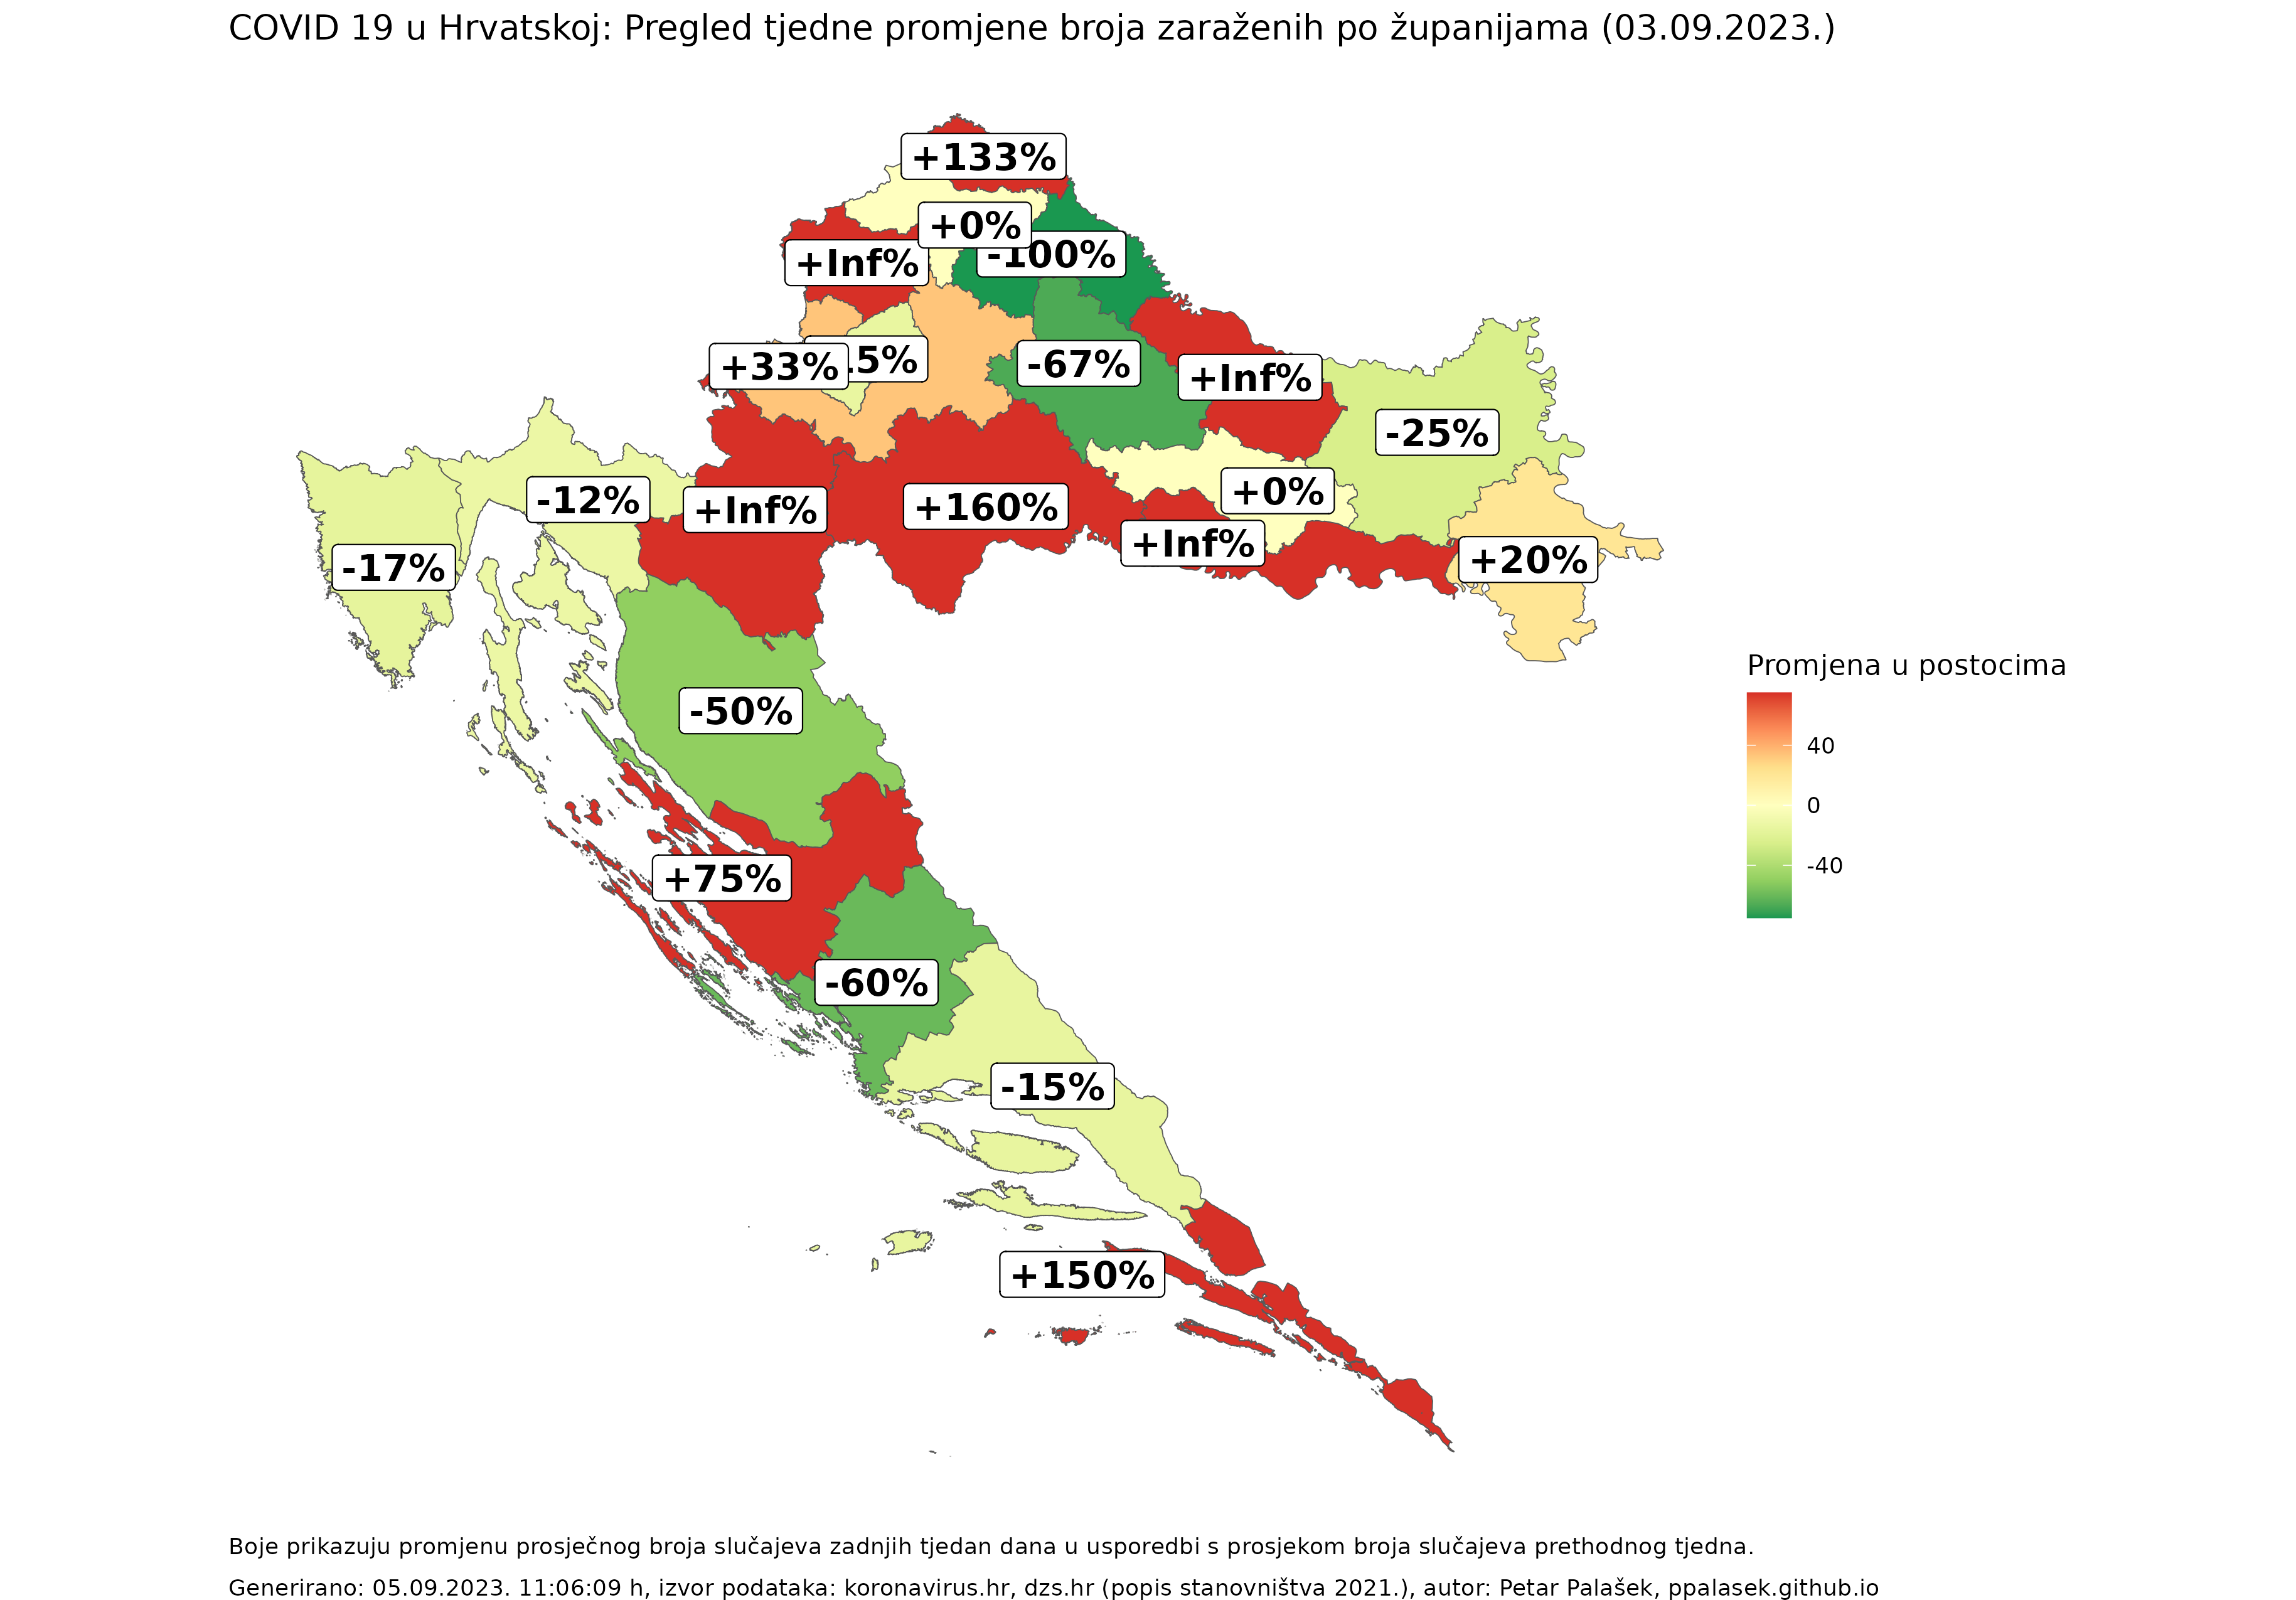 COVID 19 u Hrvatskoj: Pregled tjedne promjene broja zaraženih po županijama (03.09.2023.)
+133%
+0%
-100%
+Inf%
+33%
5%
-67%
+Inf%
-25%
-12%
+Inf%
+160%
+0%
+Inf%
+20%
-17%
-50%
+75%
-60%
-15%
+150%
Promjena u postocima
40
0
-40
Boje prikazuju promjenu prosječnog broja slučajeva zadnjih tjedan dana u usporedbi s prosjekom broja slučajeva prethodnog tjedna.
Generirano: 05.09.2023. 11:06:09 h, izvor podataka: koronavirus.hr, dzs.hr (popis stanovništva 2021.), autor: Petar Palašek, ppalasek.github.io